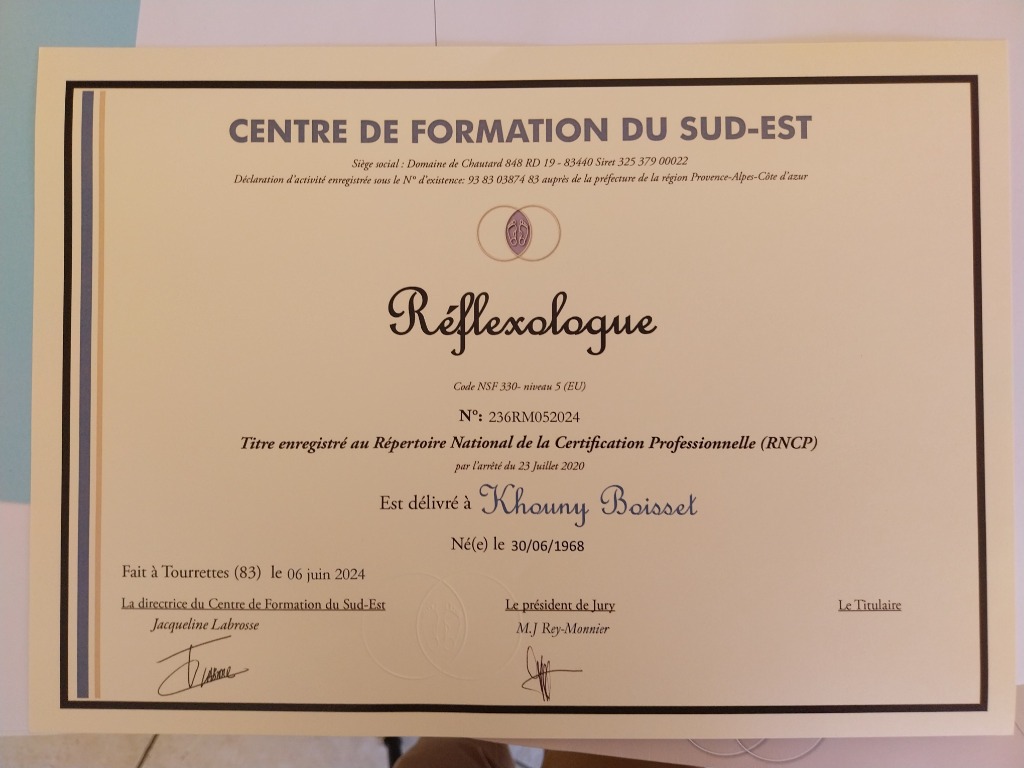 CENTRE DE FORMATION DU SUD-EST
Siège social : Domaine de Chautard 848 RD 19 - 83440 Siret 325 379 00022
Déclaration d'activité enregistrée sous le N° d'existence: 93 83 03874 83 auprès de la préfecture de la région Provence-Alpes-Côte d'azur
Réflexologue
Code NSF 330- niveau 5 (EU)
N°: 236RM052024
Titre enregistré au Répertoire National de la Certification Professionnelle (RNCP)
par l'arrêté du 23 Juillet 2020
Est délivré à Khouny Boisset
Né(e) le 30/06/1968
Fait à Tourrettes (83) le 06 juin 2024
La directrice du Centre de Formation du Sud-Est
Jacqueline Labrosse
Le président de Jury
M.J Rey-Monnier
Le Titulaire